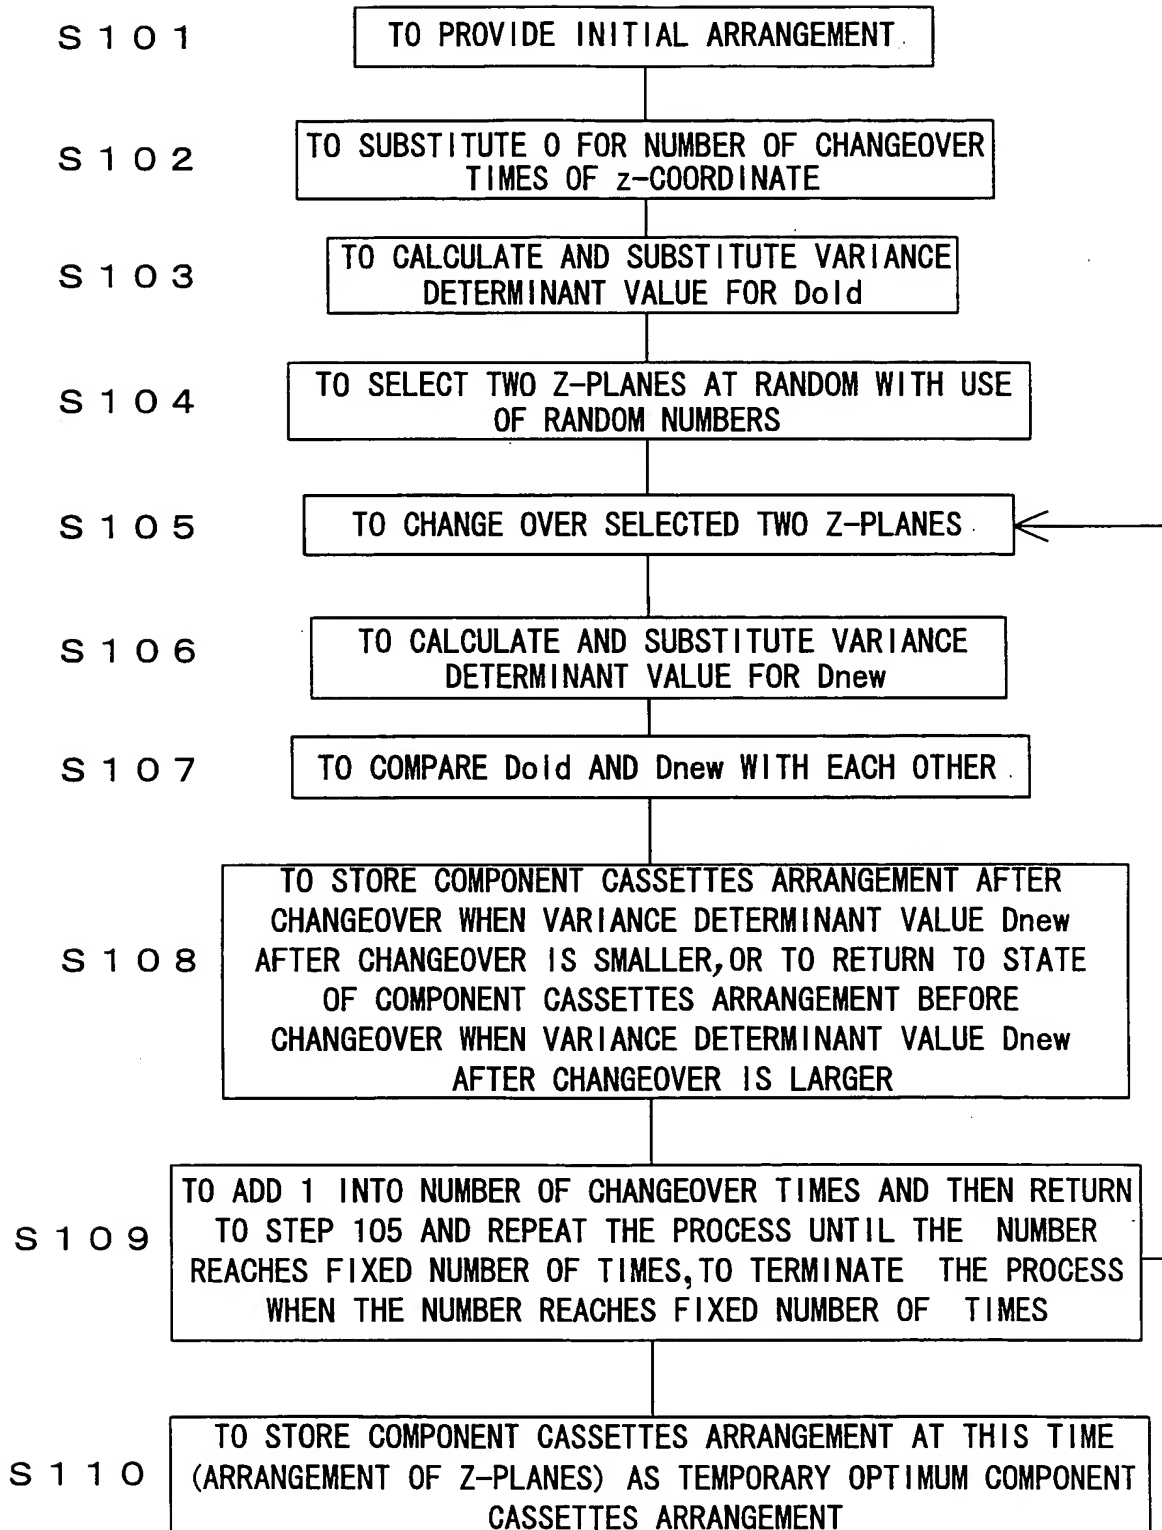 S101
TO PROVIDE INITIAL ARRANGEMENT
S102
TO SUBSTITUTE 0 FOR NUMBER OF CHANGEOVER
TIMES OF z-COORDINATE
S103
TO CALCULATE AND SUBSTITUTE VARIANCE
DETERMINANT VALUE FOR Dold
S104
TO SELECT TWO Z-PLANES AT RANDOM WITH USE
OF RANDOM NUMBERS
S105
TO CHANGE OVER SELECTED TWO Z-PLANES
S106
TO CALCULATE AND SUBSTITUTE VARIANCE
DETERMINANT VALUE FOR Dnew
S107
TO COMPARE Dold AND Dnew WITH EACH OTHER
S108
TO STORE COMPONENT CASSETTES ARRANGEMENT AFTER
CHANGEOVER WHEN VARIANCE DETERMINANT VALUE Dnew
AFTER CHANGEOVER IS SMALLER, OR TO RETURN TO STATE
OF COMPONENT CASSETTES ARRANGEMENT BEFORE
CHANGEOVER WHEN VARIANCE DETERMINANT VALUE Dnew
AFTER CHANGEOVER IS LARGER
S109
TO ADD 1 INTO NUMBER OF CHANGEOVER TIMES AND THEN RETURN
TO STEP 105 AND REPEAT THE PROCESS UNTIL THE NUMBER
REACHES FIXED NUMBER OF TIMES, TO TERMINATE THE PROCESS
WHEN THE NUMBER REACHES FIXED NUMBER OF TIMES
S110
TO STORE COMPONENT CASSETTES ARRANGEMENT AT THIS TIME
(ARRANGEMENT OF Z-PLANES) AS TEMPORARY OPTIMUM COMPONENT
CASSETTES ARRANGEMENT